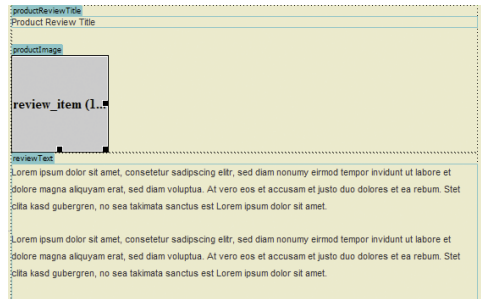 productReviewTitle
Product Review Title
productImage
review_item (1...
reviewText
Lorem ipsum dolor sit amet, consetetur sadipscing elitr, sed diam nonumy eirmod tempor invidunt ut labore et
dolore magna aliquyam erat, sed diam voluptua. At vero eos et accusam et justo duo dolores et ea rebum. Stet
clita kasd gubergren, no sea takimata sanctus est Lorem ipsum dolor sit amet.
Lorem ipsum dolor sit amet, consetetur sadipscing elitr, sed diam nonumy eirmod tempor invidunt ut labore et
dolore magna aliquyam erat, sed diam voluptua. At vero eos et accusam et justo duo dolores et ea rebum. Stet
clita kasd gubergren, no sea takimata sanctus est Lorem ipsum dolor sit amet.